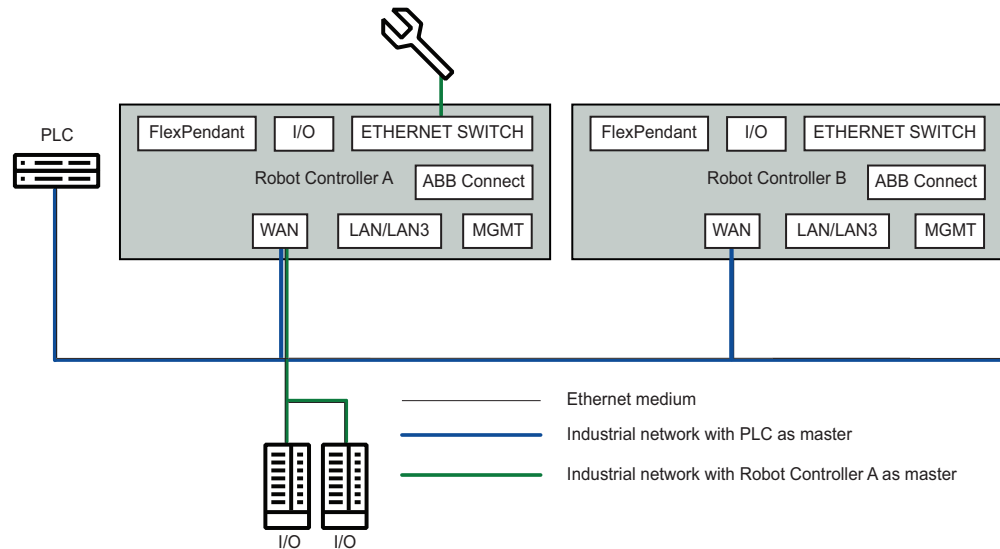 PLC
FlexPendant
I/O
ETHERNET SWITCH
Robot Controller A
ABB Connect
WAN
LAN/LAN3
MGMT
FlexPendant
I/O
ETHERNET SWITCH
Robot Controller B
ABB Connect
WAN
LAN/LAN3
MGMT
Ethernet medium
Industrial network with PLC as master
Industrial network with Robot Controller A as master
I/O
I/O